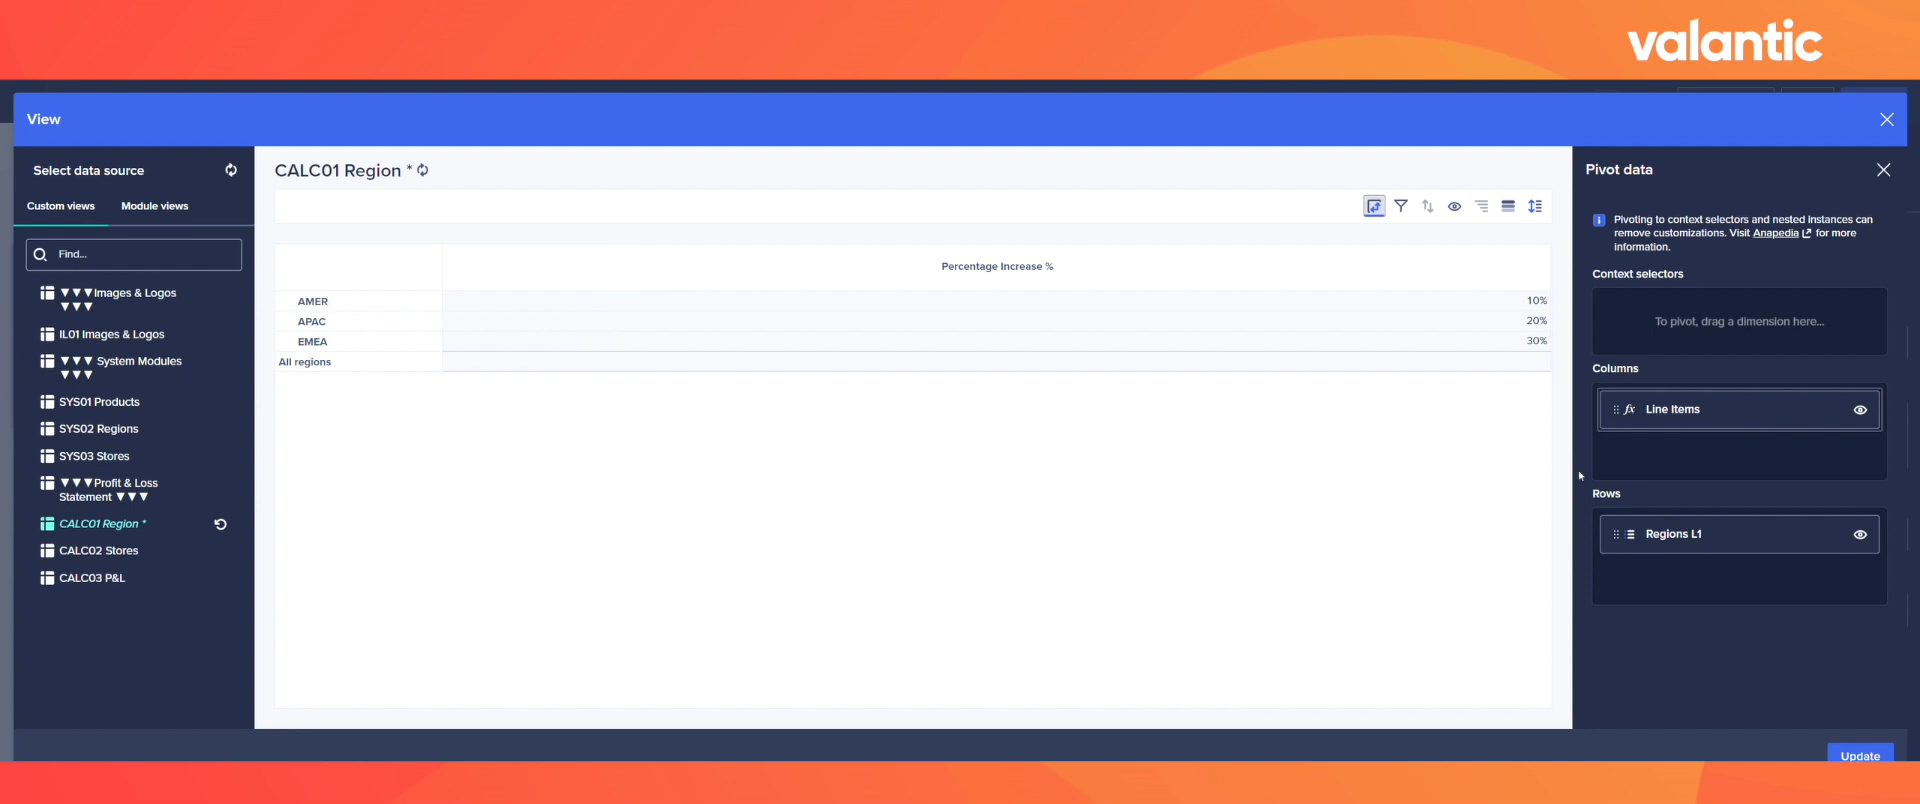 valantic
View
Select data source
Custom views
Module views
Find...
▼▼▼Images & Logos
▼▼▼
IL01 Images & Logos
▼▼▼ System Modules
▼▼▼
SYS01 Products
SYS02 Regions
SYS03 Stores
▼▼▼Profit & Loss
Statement ▼▼▼
CALC01 Region *
CALC02 Stores
CALC03 P&L
CALC01 Region *
Percentage Increase %
AMER 10%
APAC 20%
EMEA 30%
All regions
Pivot data
Pivoting to context selectors and nested instances can
remove customizations. Visit Anapedia for more
information.
Context selectors
To pivot, drag a dimension here...
Columns
fx Line Items
Rows
Regions L1
Update